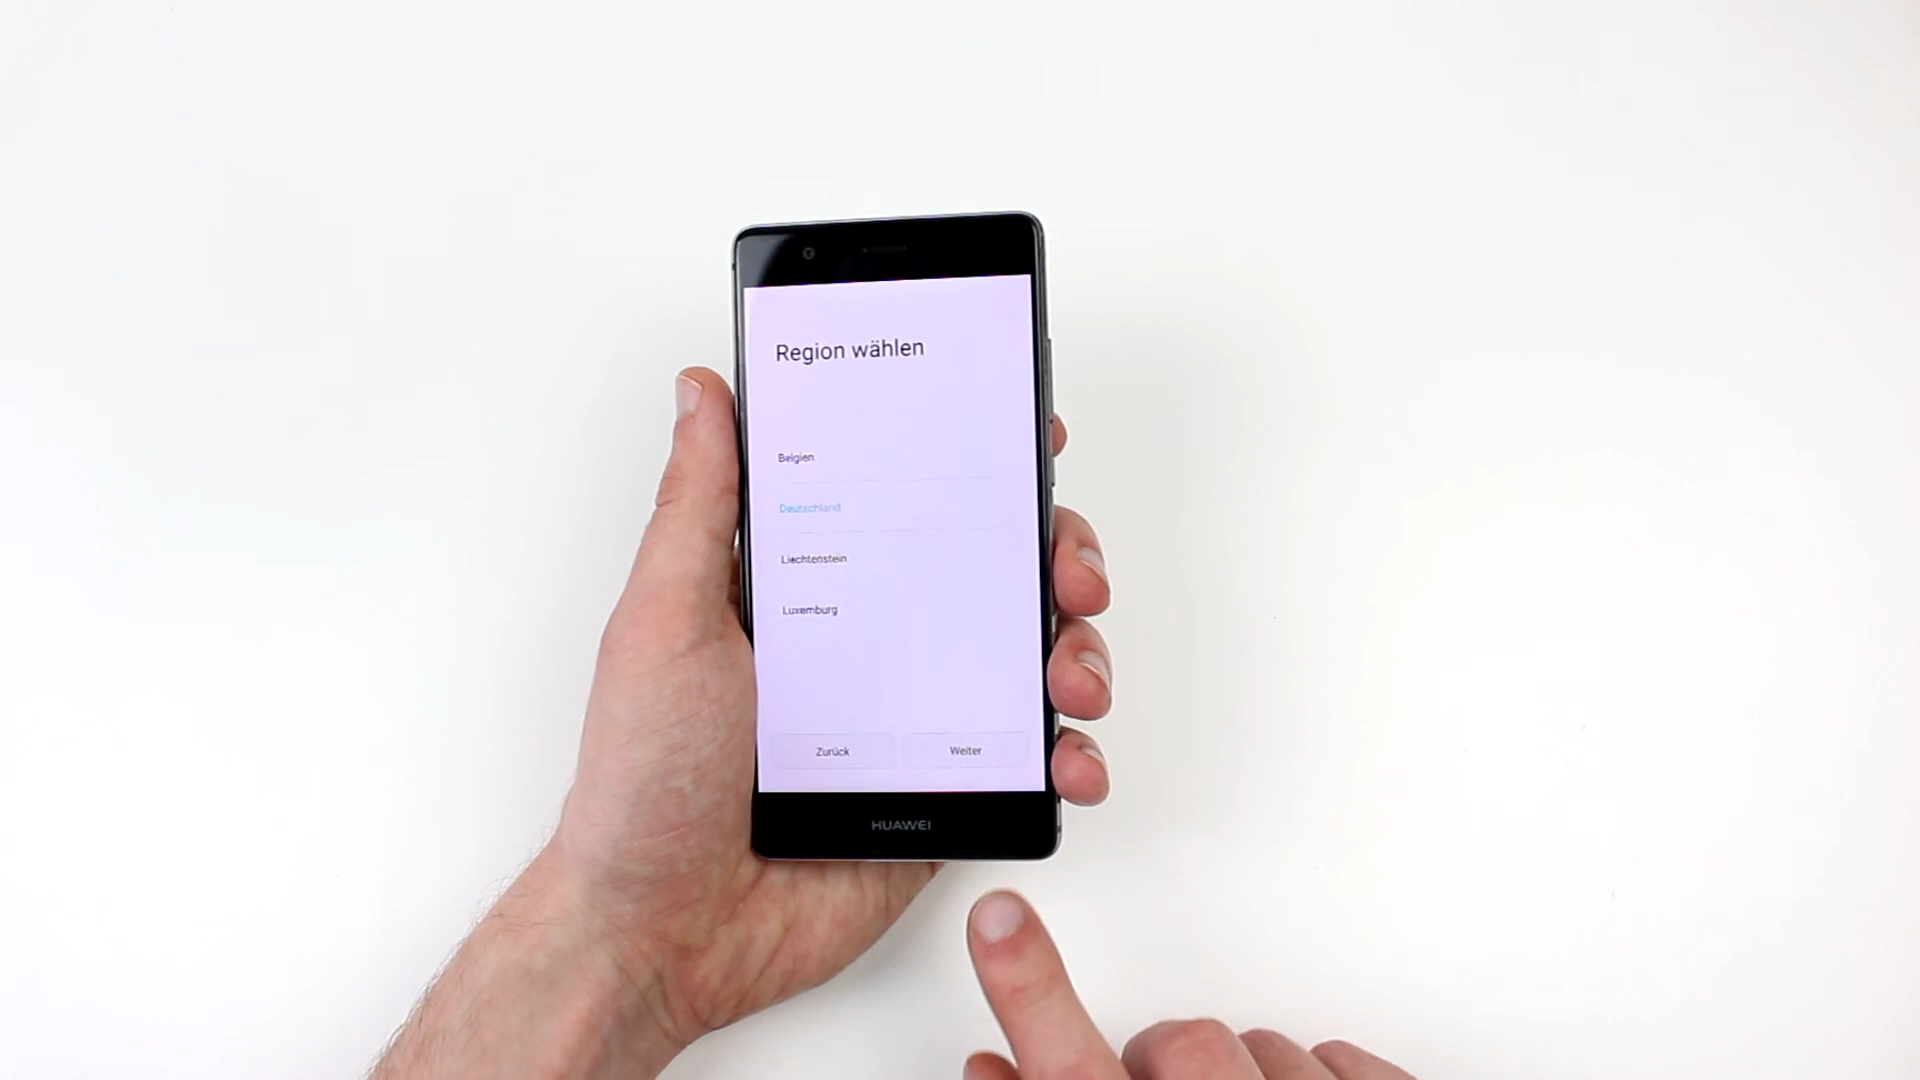 Region wählen
Belgien
Deutschland
Liechtenstein
Luxemburg
Zurück Weiter
HUAWEI